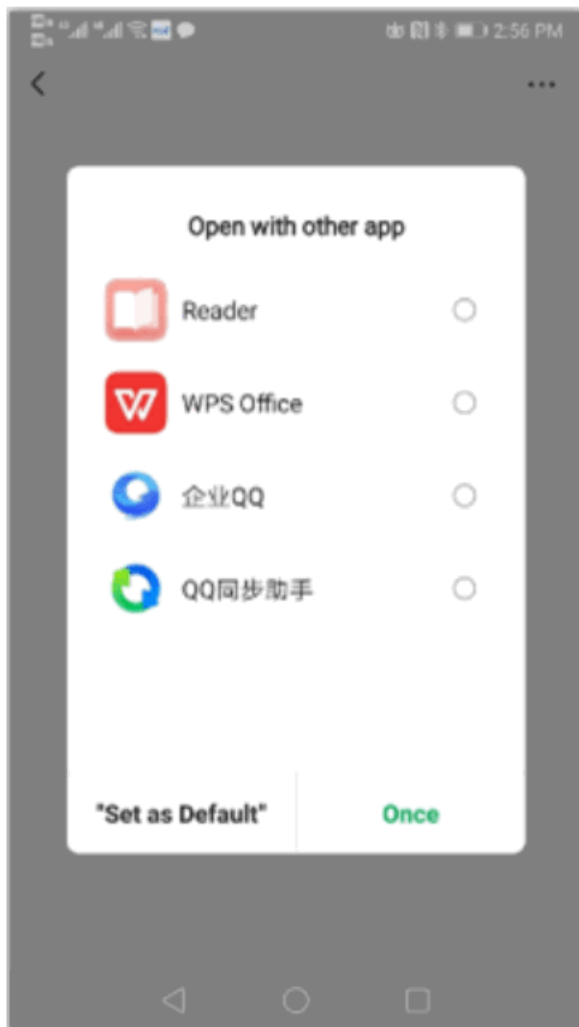 2:56 PM
Open with other app
Reader
WPS Office
企业QQ
QQ同步助手
"Set as Default"
Once